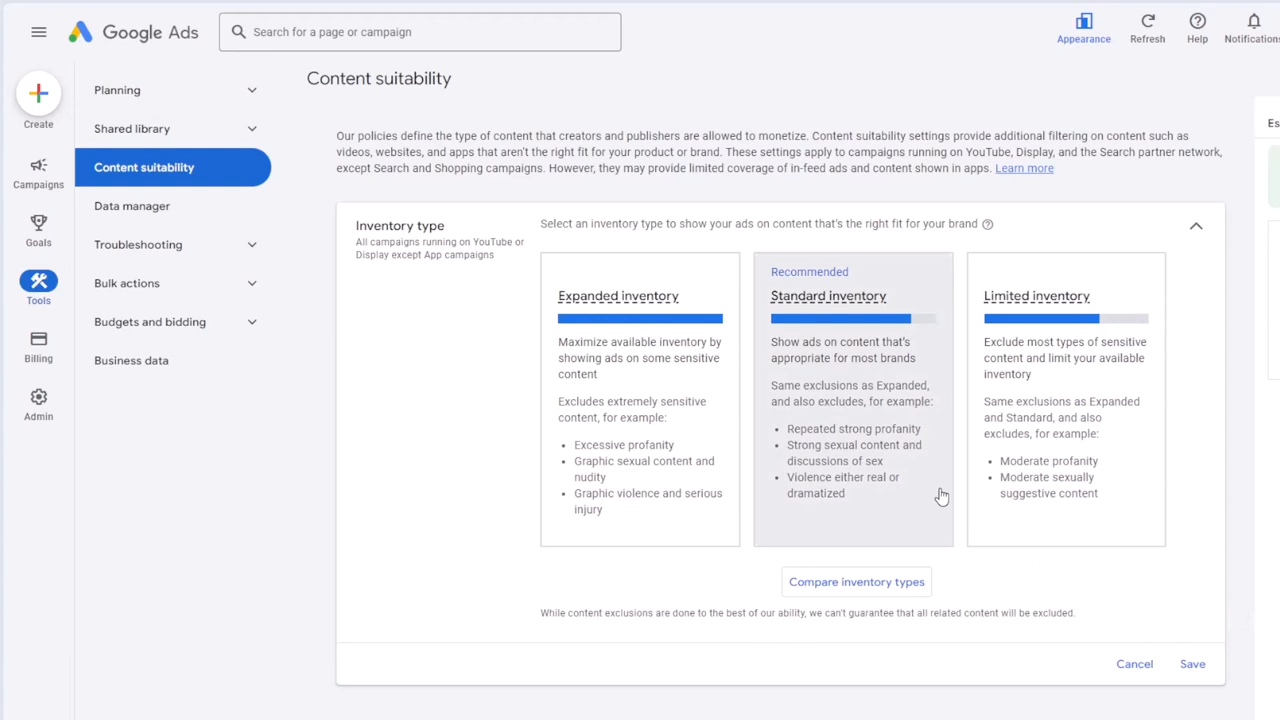 Google Ads
Search for a page or campaign
Appearance
Refresh
Help
Notifications
Create
Campaigns
Goals
Tools
Billing
Admin
Planning
Shared library
Content suitability
Data manager
Troubleshooting
Bulk actions
Budgets and bidding
Business data
Content suitability
Our policies define the type of content that creators and publishers are allowed to monetize. Content suitability settings provide additional filtering on content such as
videos, websites, and apps that aren't the right fit for your product or brand. These settings apply to campaigns running on YouTube, Display, and the Search partner network,
except Search and Shopping campaigns. However, they may provide limited coverage of in-feed ads and content shown in apps. Learn more
Inventory type
All campaigns running on YouTube or
Display except App campaigns
Select an inventory type to show your ads on content that's the right fit for your brand
Expanded inventory
Maximize available inventory by
showing ads on some sensitive
content
Excludes extremely sensitive
content, for example:
• Excessive profanity
• Graphic sexual content and
nudity
• Graphic violence and serious
injury
Recommended
Standard inventory
Show ads on content that's
appropriate for most brands
Same exclusions as Expanded,
and also excludes, for example:
• Repeated strong profanity
• Strong sexual content and
discussions of sex
• Violence either real or
dramatized
Limited inventory
Exclude most types of sensitive
content and limit your available
inventory
Same exclusions as Expanded
and Standard, and also
excludes, for example:
• Moderate profanity
• Moderate sexually
suggestive content
Compare inventory types
While content exclusions are done to the best of our ability, we can't guarantee that all related content will be excluded.
Cancel
Save
Es